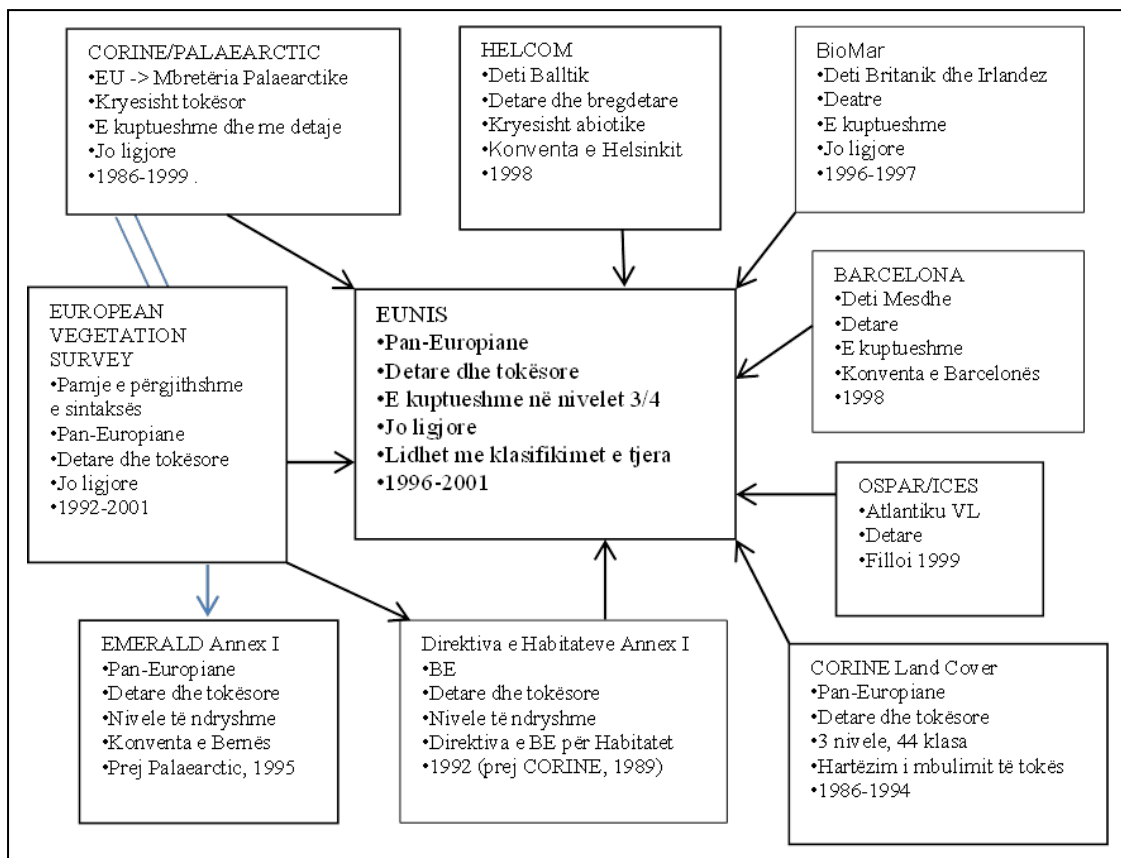 CORINE/PALAEARCTIC
•EU -> Mbretëria Palaearctike
•Kryesisht tokësor
•E kuptueshme dhe me detaje
•Jo ligjore
•1986-1999 .
HELCOM
•Deti Balltik
•Detare dhe bregdetare
•Kryesisht abiotike
•Konventa e Helsinkit
•1998
BioMar
•Deti Britanik dhe Irlandez
•Deatre
•E kuptueshme
•Jo ligjore
•1996-1997
EUROPEAN
VEGETATION
SURVEY
•Pamje e përgjithshme
e sintaksës
•Pan-Europiane
•Detare dhe tokësore
•Jo ligjore
•1992-2001
EUNIS
•Pan-Europiane
•Detare dhe tokësore
•E kuptueshme në nivelet 3/4
•Jo ligjore
•Lidhet me klasifikimet e tjera
•1996-2001
BARCELONA
•Deti Mesdhe
•Detare
•E kuptueshme
•Konventa e Barcelonës
•1998
OSPAR/ICES
•Atlantiku VL
•Detare
•Filloi 1999
EMERALD Annex I
•Pan-Europiane
•Detare dhe tokësore
•Nivele të ndryshme
•Konventa e Bernës
•Prej Palaearctic, 1995
Direktiva e Habitateve Annex I
•BE
•Detare dhe tokësore
•Nivele të ndryshme
•Direktiva e BE për Habitatet
•1992 (prej CORINE, 1989)
CORINE Land Cover
•Pan-Europiane
•Detare dhe tokësore
•3 nivele, 44 klasa
•Hartëzim i mbulimit të tokës
•1986-1994